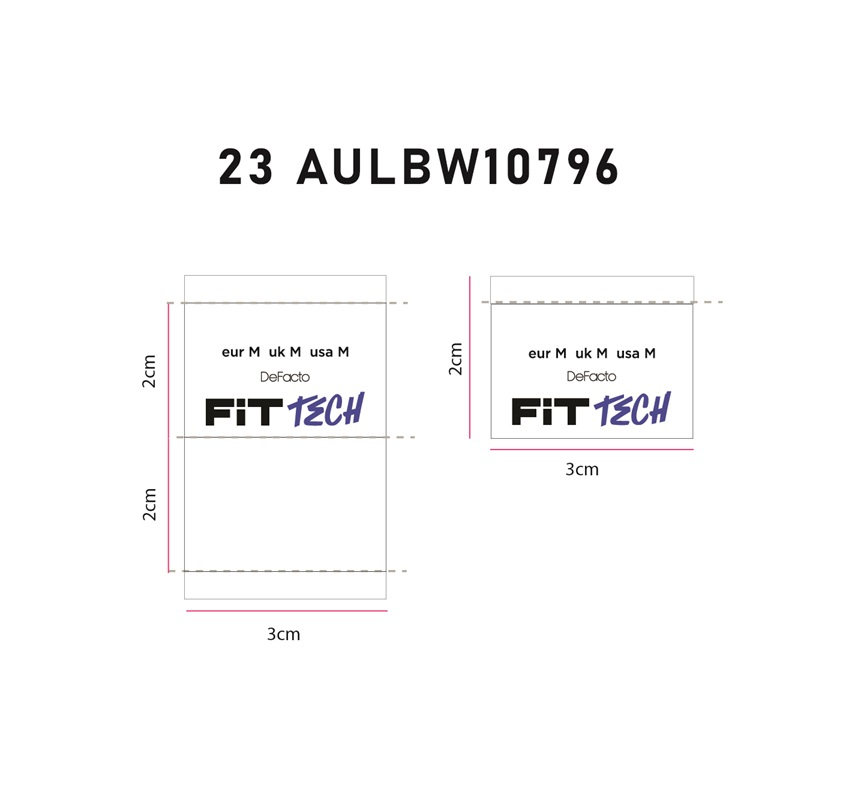 23 AULBW10796
eur M uk M usa M
DeFacto
FiT TECH
2cm
2cm
3cm
eur M uk M usa M
DeFacto
FiT TECH
2cm
3cm